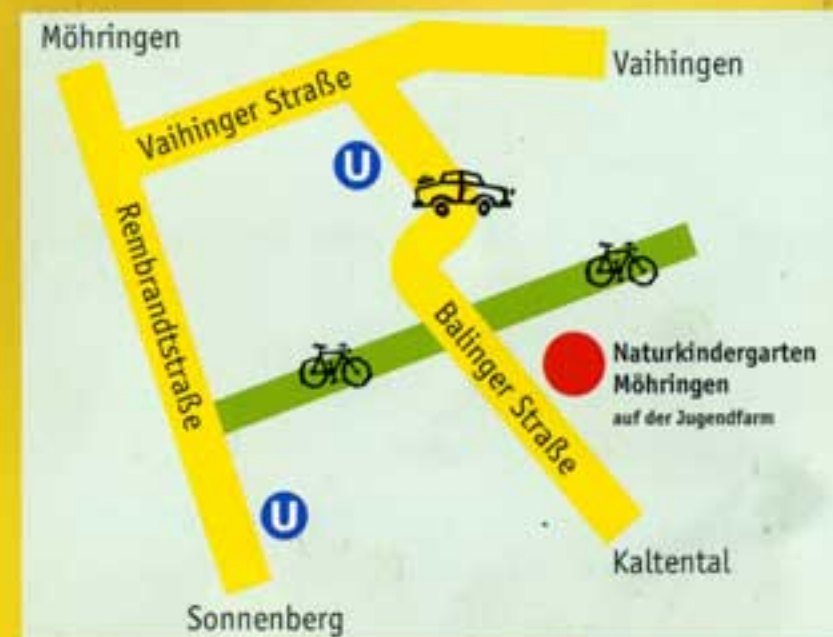 Möhringen
Vaihingen
Vaihinger Straße
U
Rembrandtstraße
Balinger Straße
Naturkindergarten
Möhringen
auf der Jugendfarm
U
Kaltental
Sonnenberg